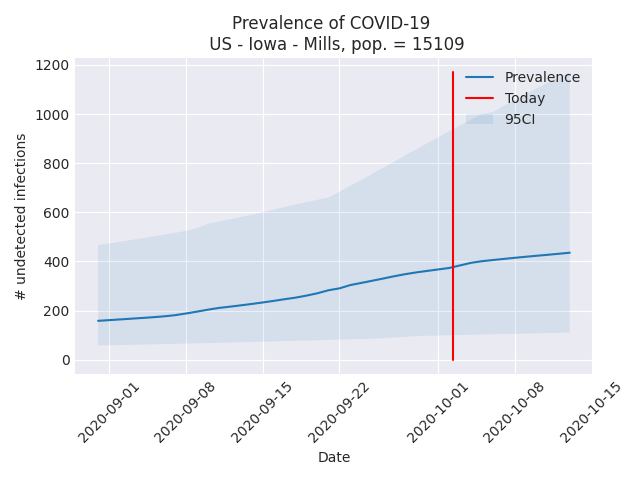 Prevalence of COVID-19
US - Iowa - Mills, pop. = 15109
Prevalence
Today
95CI
# undetected infections
1200
1000
800
600
400
200
0
2020-09-01
2020-09-08
2020-09-15
2020-09-22
2020-10-01
2020-10-08
2020-10-15
Date